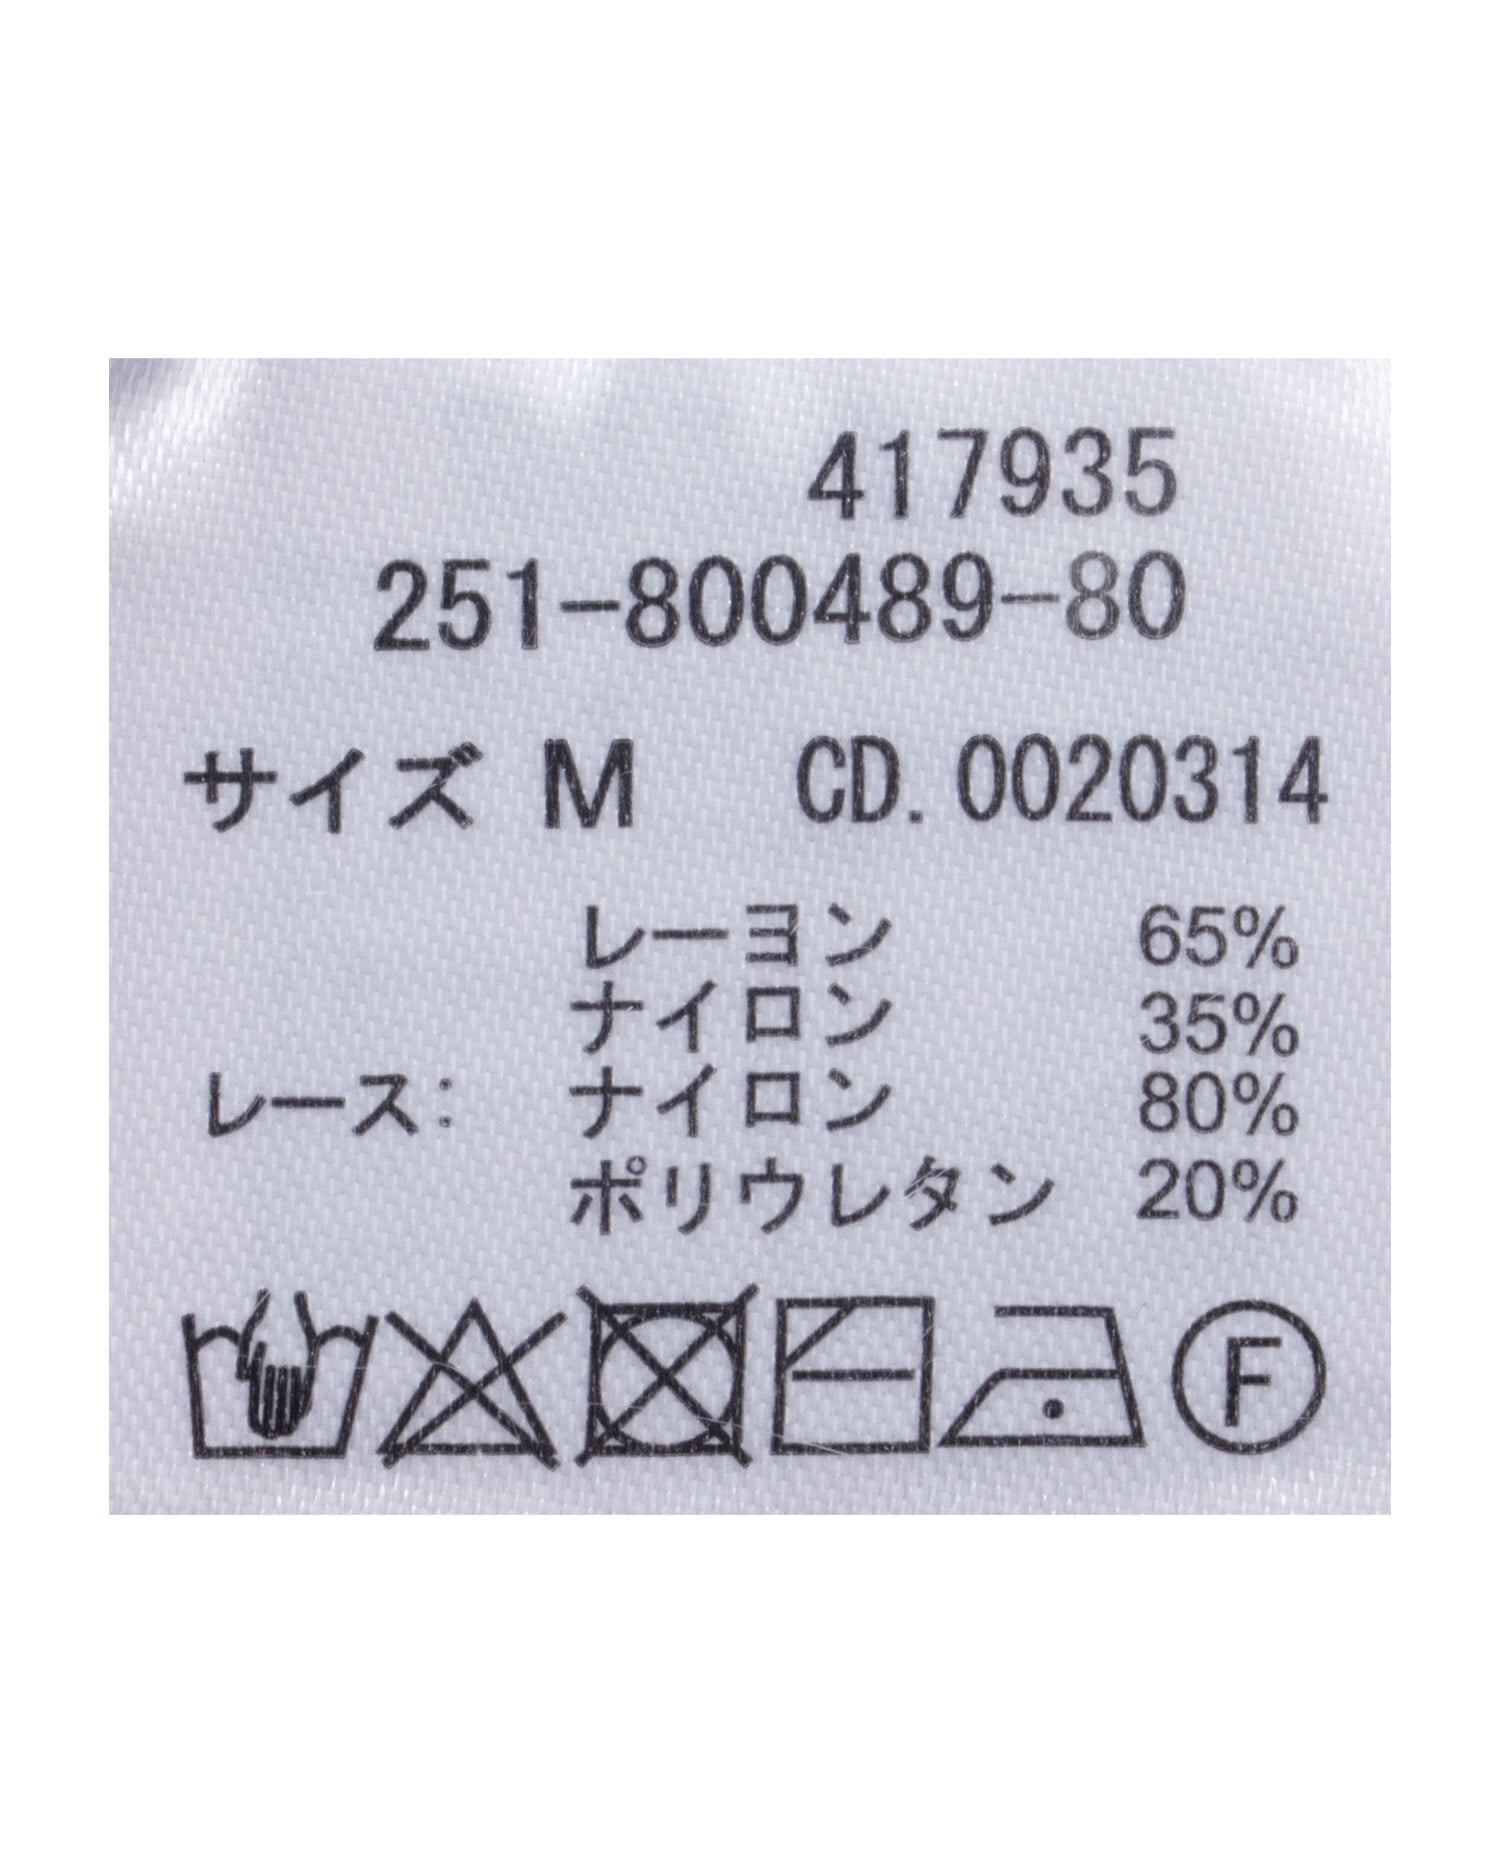 417935
251-800489-80
サイズ M CD. 0020314
レーヨン 65%
ナイロン 35%
レース: ナイロン 80%
ポリウレタン 20%
F